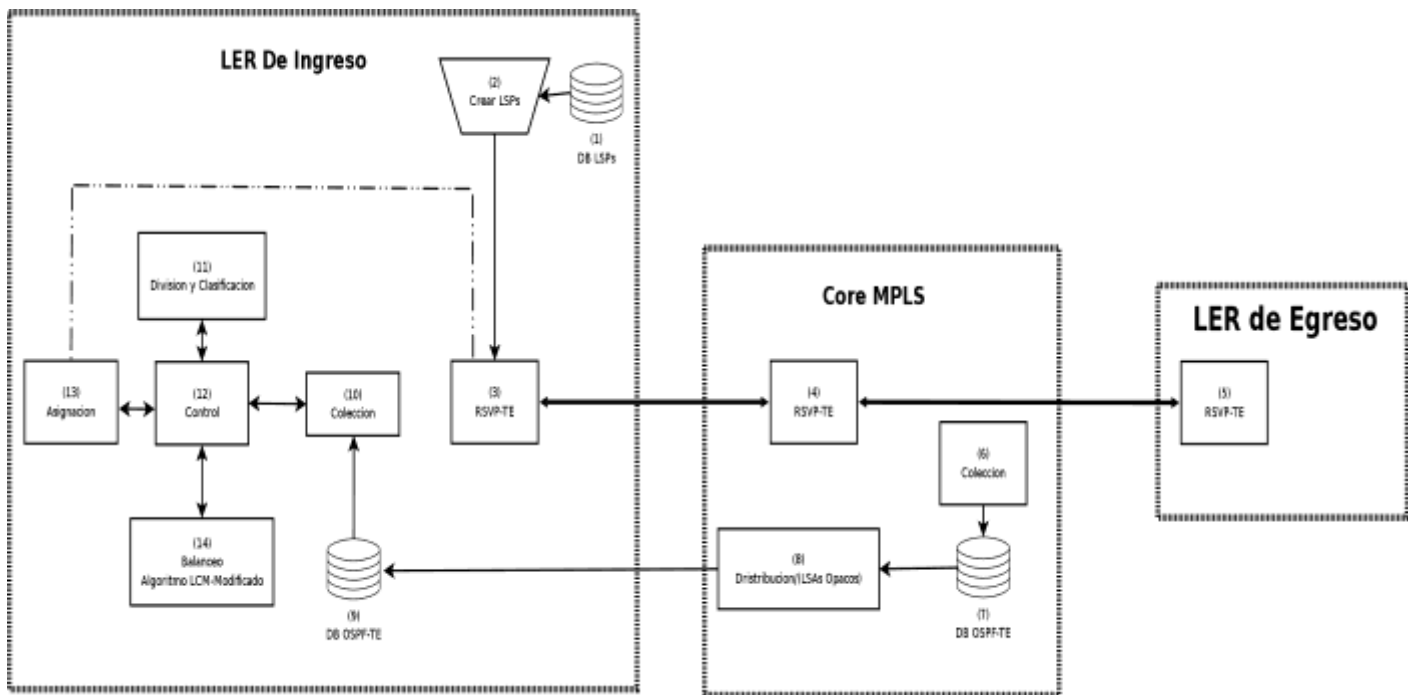 LER De Ingreso
(2)
Crear LSPs
(1)
DB LSPs
(11)
Division y Clasificacion
(13)
Asignacion
(12)
Control
(10)
Coleccion
(3)
RSVP-TE
(14)
Balanceo
Algoritmo LCM-Modificado
(9)
DB OSPF-TE
Core MPLS
(4)
RSVP-TE
(6)
Coleccion
(8)
Dristribucion/(LSAs Opacos)
(7)
DB OSPF-TE
LER de Egreso
(5)
RSVP-TE